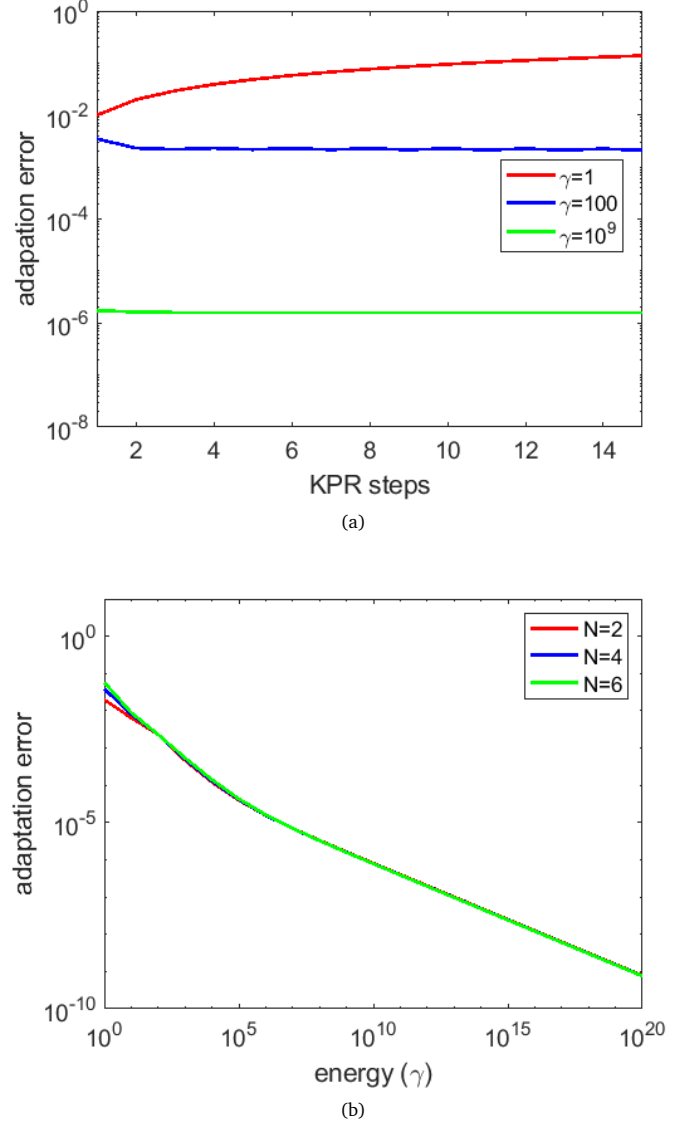 10^0
10^-2
10^-4
10^-6
10^-8
adapation error
γ=1
γ=100
γ=10^9
2 4 6 8 10 12 14
KPR steps
(a)
10^0
10^-5
10^-10
adaptation error
N=2
N=4
N=6
10^0 10^5 10^10 10^15 10^20
energy (γ)
(b)